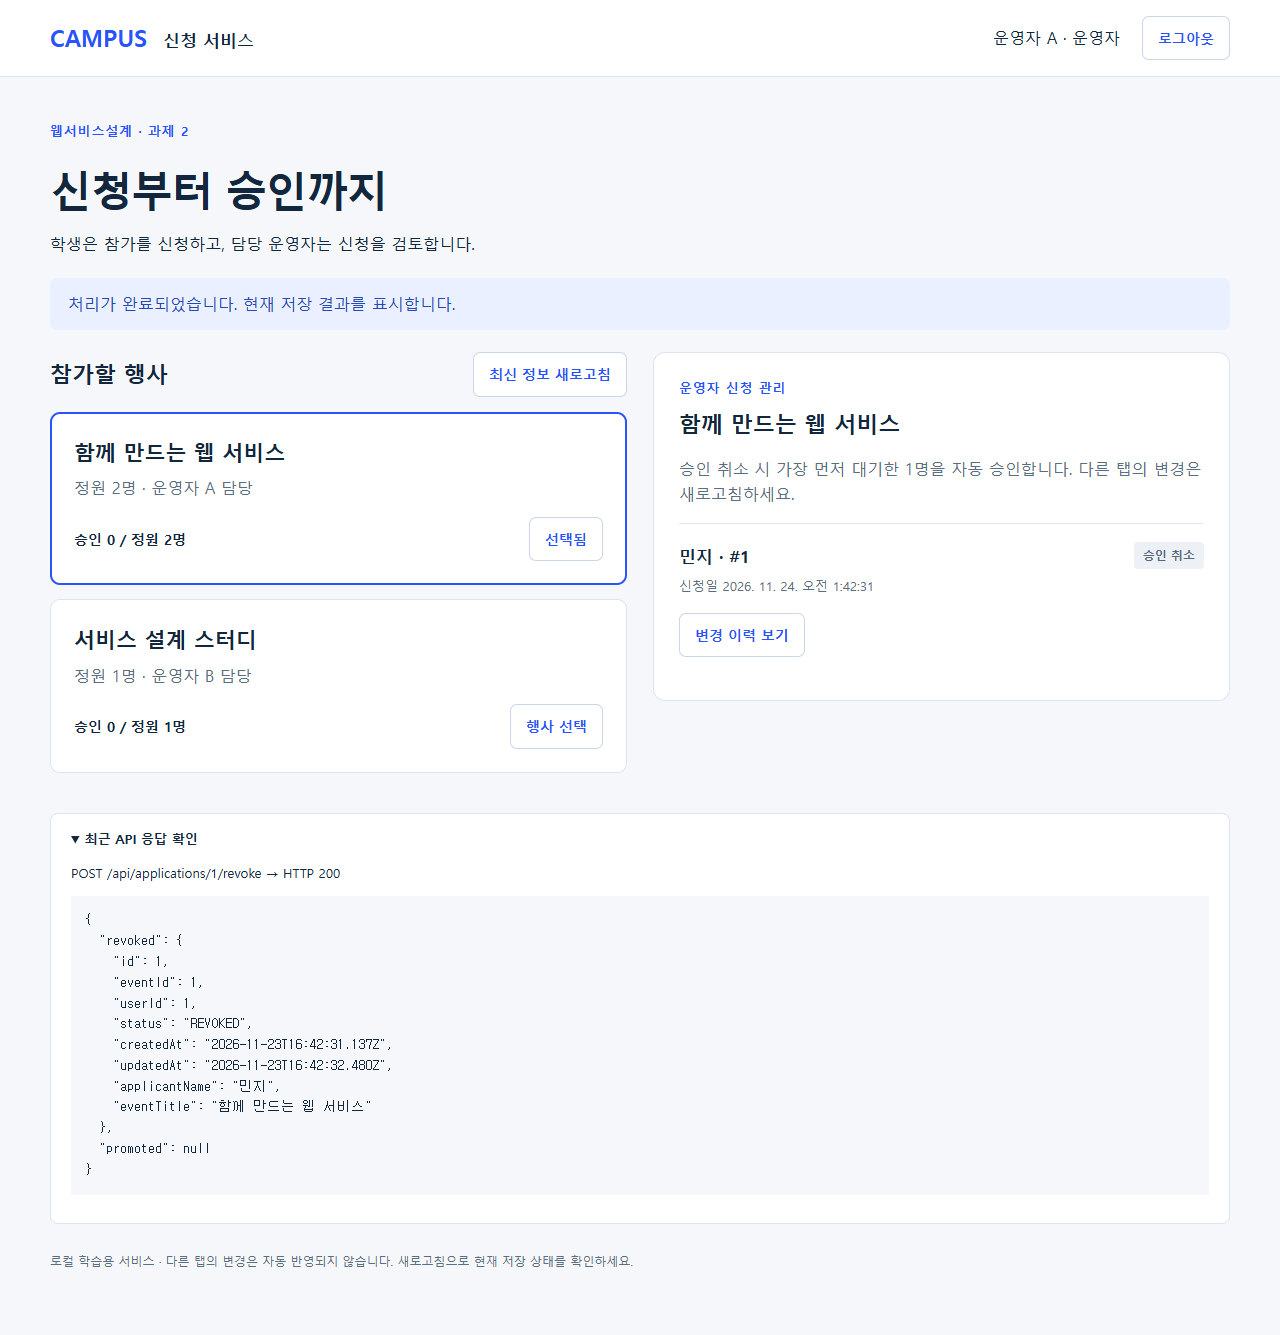 CAMPUS 신청 서비스
운영자 A · 운영자
로그아웃
웹서비스설계 · 과제 2
신청부터 승인까지
학생은 참가를 신청하고, 담당 운영자는 신청을 검토합니다.
처리가 완료되었습니다. 현재 저장 결과를 표시합니다.
참가할 행사
최신 정보 새로고침
함께 만드는 웹 서비스
정원 2명 · 운영자 A 담당
승인 0 / 정원 2명
선택됨
서비스 설계 스터디
정원 1명 · 운영자 B 담당
승인 0 / 정원 1명
행사 선택
운영자 신청 관리
함께 만드는 웹 서비스
승인 취소 시 가장 먼저 대기한 1명을 자동 승인합니다. 다른 탭의 변경은
새로고침하세요.
민지 · #1
승인 취소
신청일 2026. 11. 24. 오전 1:42:31
변경 이력 보기
▼ 최근 API 응답 확인
POST /api/applications/1/revoke → HTTP 200
{
  "revoked": {
    "id": 1,
    "eventId": 1,
    "userId": 1,
    "status": "REVOKED",
    "createdAt": "2026-11-23T16:42:31.137Z",
    "updatedAt": "2026-11-23T16:42:32.480Z",
    "applicantName": "민지",
    "eventTitle": "함께 만드는 웹 서비스"
  },
  "promoted": null
}
로컬 학습용 서비스 · 다른 탭의 변경은 자동 반영되지 않습니다. 새로고침으로 현재 저장 상태를 확인하세요.